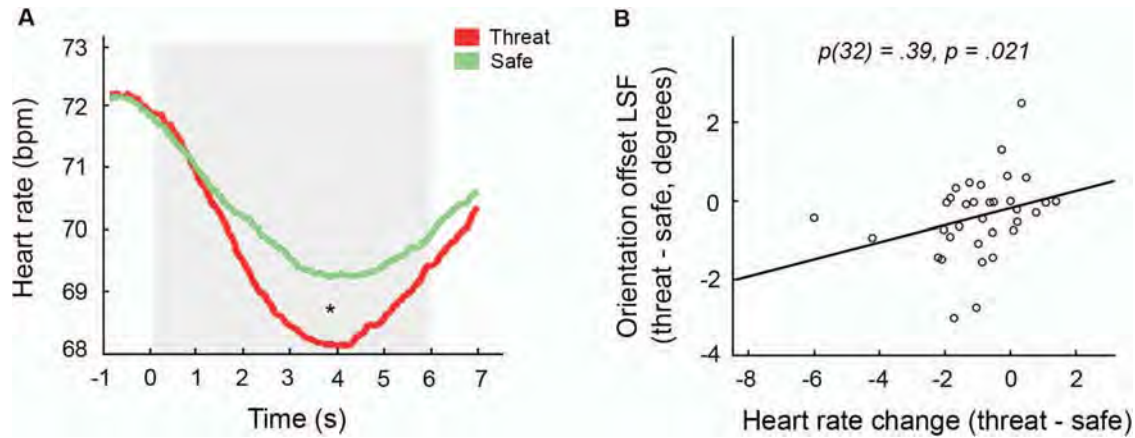 A
73
72
71
70
69
68
Heart rate (bpm)
Threat
Safe
*
-1 0 1 2 3 4 5 6 7
Time (s)
B
p(32) = .39, p = .021
Orientation offset LSF
(threat - safe, degrees)
2
0
-2
-4
-8 -6 -4 -2 0 2
Heart rate change (threat - safe)